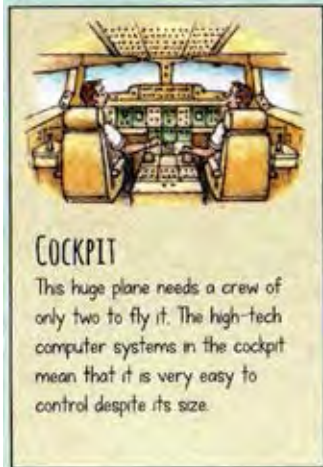 COCKPIT
This huge plane needs a crew of
only two to fly it. The high-tech
computer systems in the cockpit
mean that it is very easy to
control despite its size.